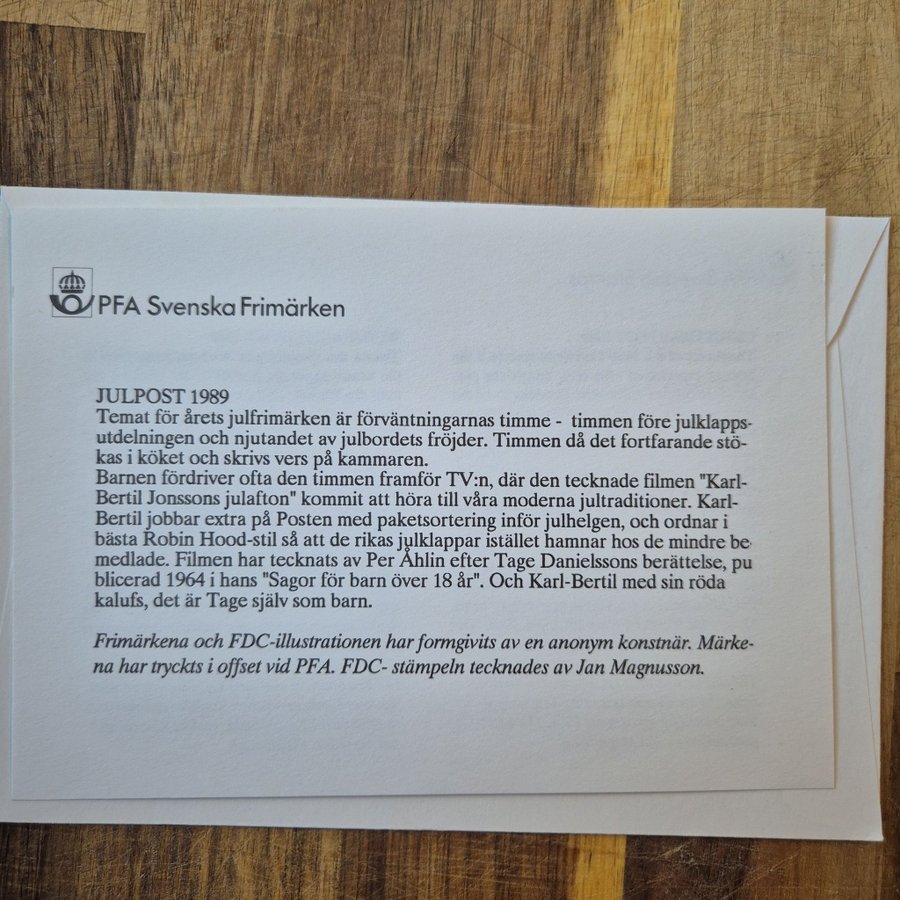 PFA Svenska Frimärken
JULPOST 1989
Temat för årets julfrimärken är förväntningarnas timme - timmen före julklapps-
utdelningen och njutandet av julbordets fröjder. Timmen då det fortfarande stö-
kas i köket och skrivs vers på kammaren.
Barnen fördriver ofta den timmen framför TV:n, där den tecknade filmen "Karl-
Bertil Jonssons julafton" kommit att höra till våra moderna jultraditioner. Karl-
Bertil jobbar extra på Posten med paketsortering inför julhelgen, och ordnar i
bästa Robin Hood-stil så att de rikas julklappar istället hamnar hos de mindre be-
medlade. Filmen har tecknats av Per Åhlin efter Tage Danielssons berättelse, pu
blicerad 1964 i hans "Sagor för barn över 18 år". Och Karl-Bertil med sin röda
kalufs, det är Tage själv som barn.
Frimärkena och FDC-illustrationen har formgivits av en anonym konstnär. Märke-
na har tryckts i offset vid PFA. FDC- stämpeln tecknades av Jan Magnusson.